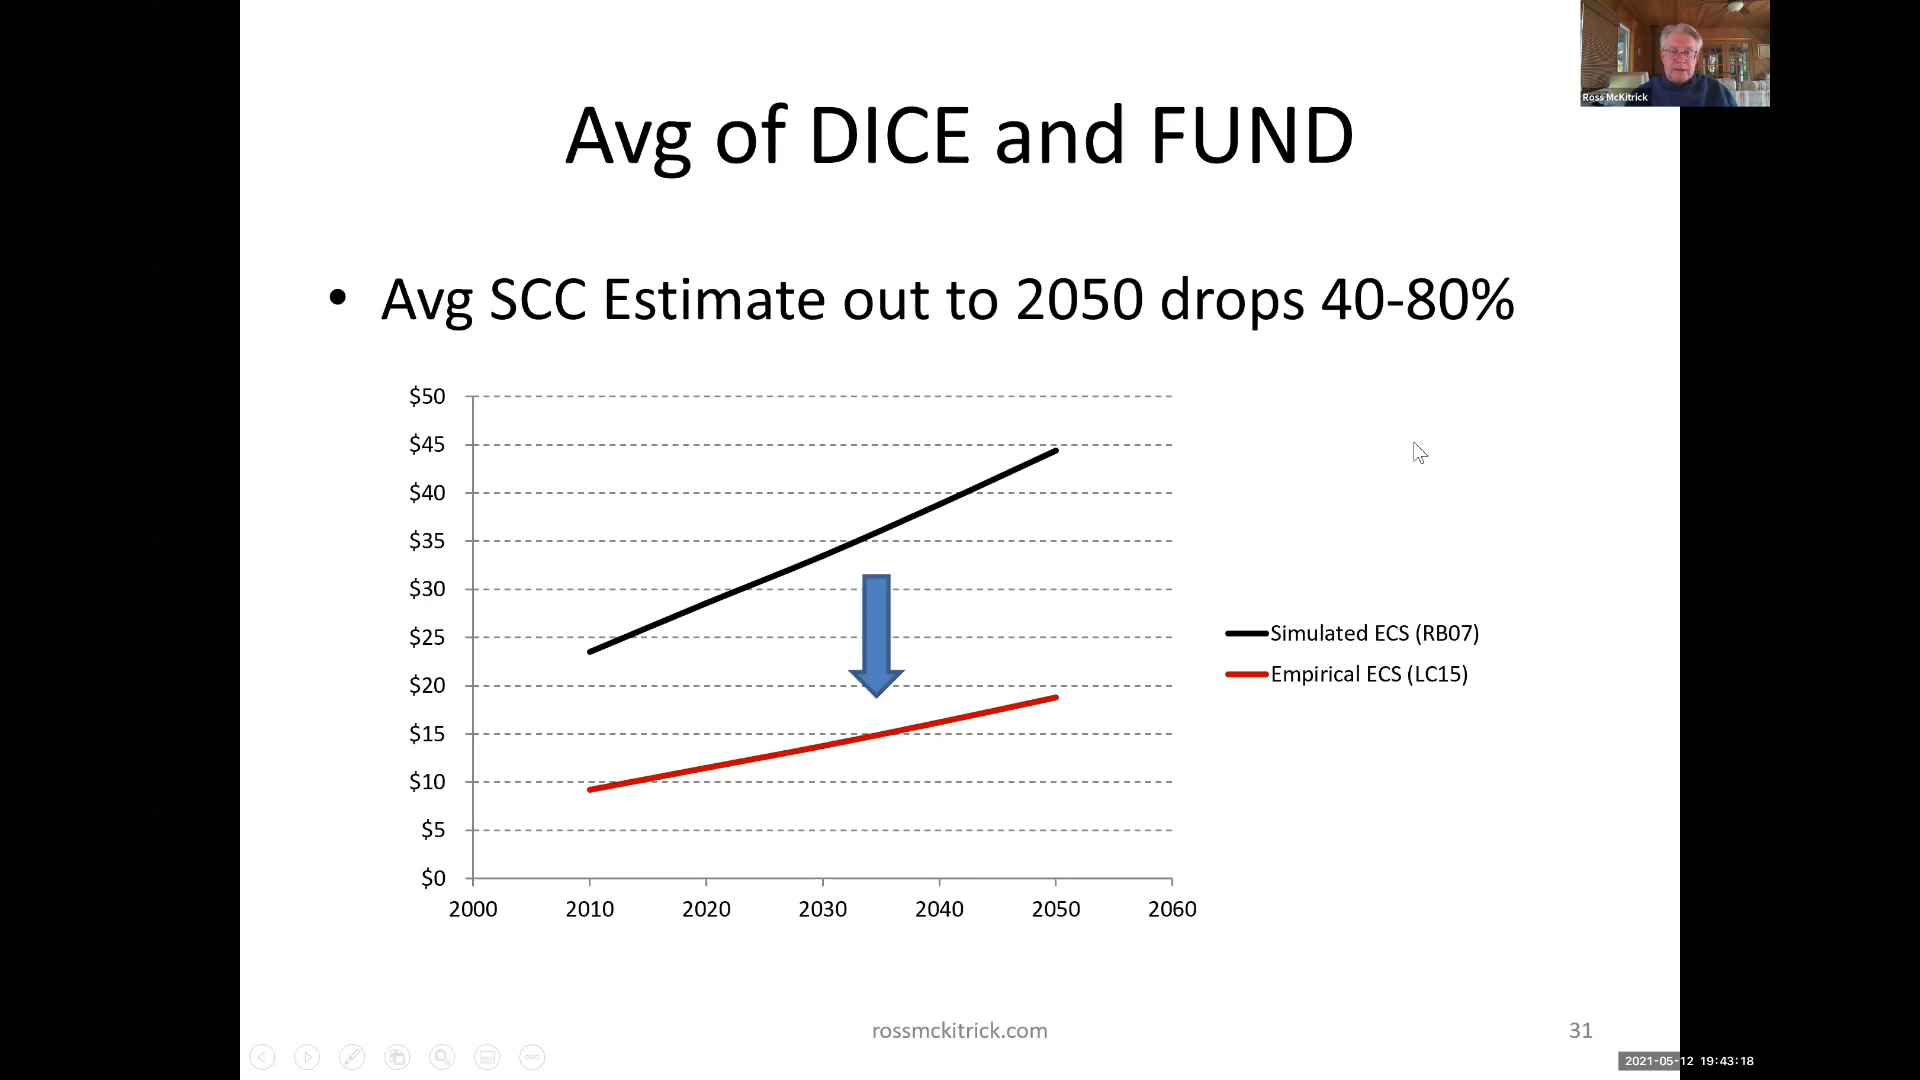 Ross McKitrick
Avg of DICE and FUND
• Avg SCC Estimate out to 2050 drops 40-80%
$50
$45
$40
$35
$30
$25
$20
$15
$10
$5
$0
2000 2010 2020 2030 2040 2050 2060
Simulated ECS (RB07)
Empirical ECS (LC15)
rossmckitrick.com 31
2021-05-12 19:43:18